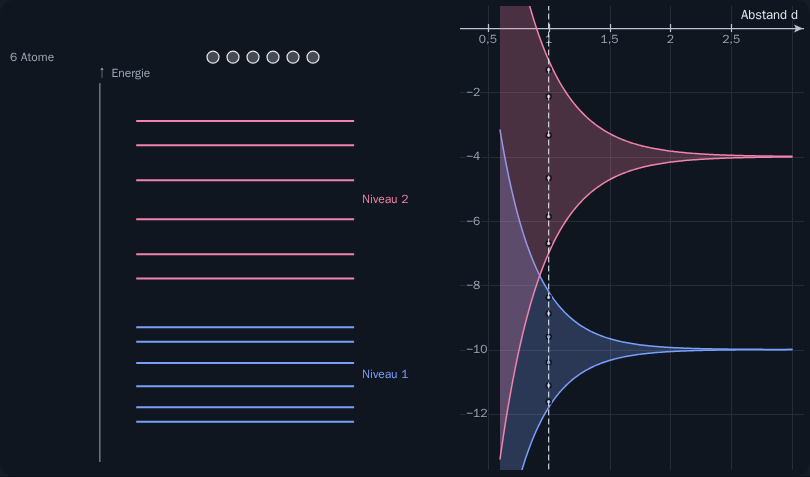 6 Atome
↑ Energie
Niveau 2
Niveau 1
Abstand d
0,5
1
1,5
2
2,5
−2
−4
−6
−8
−10
−12